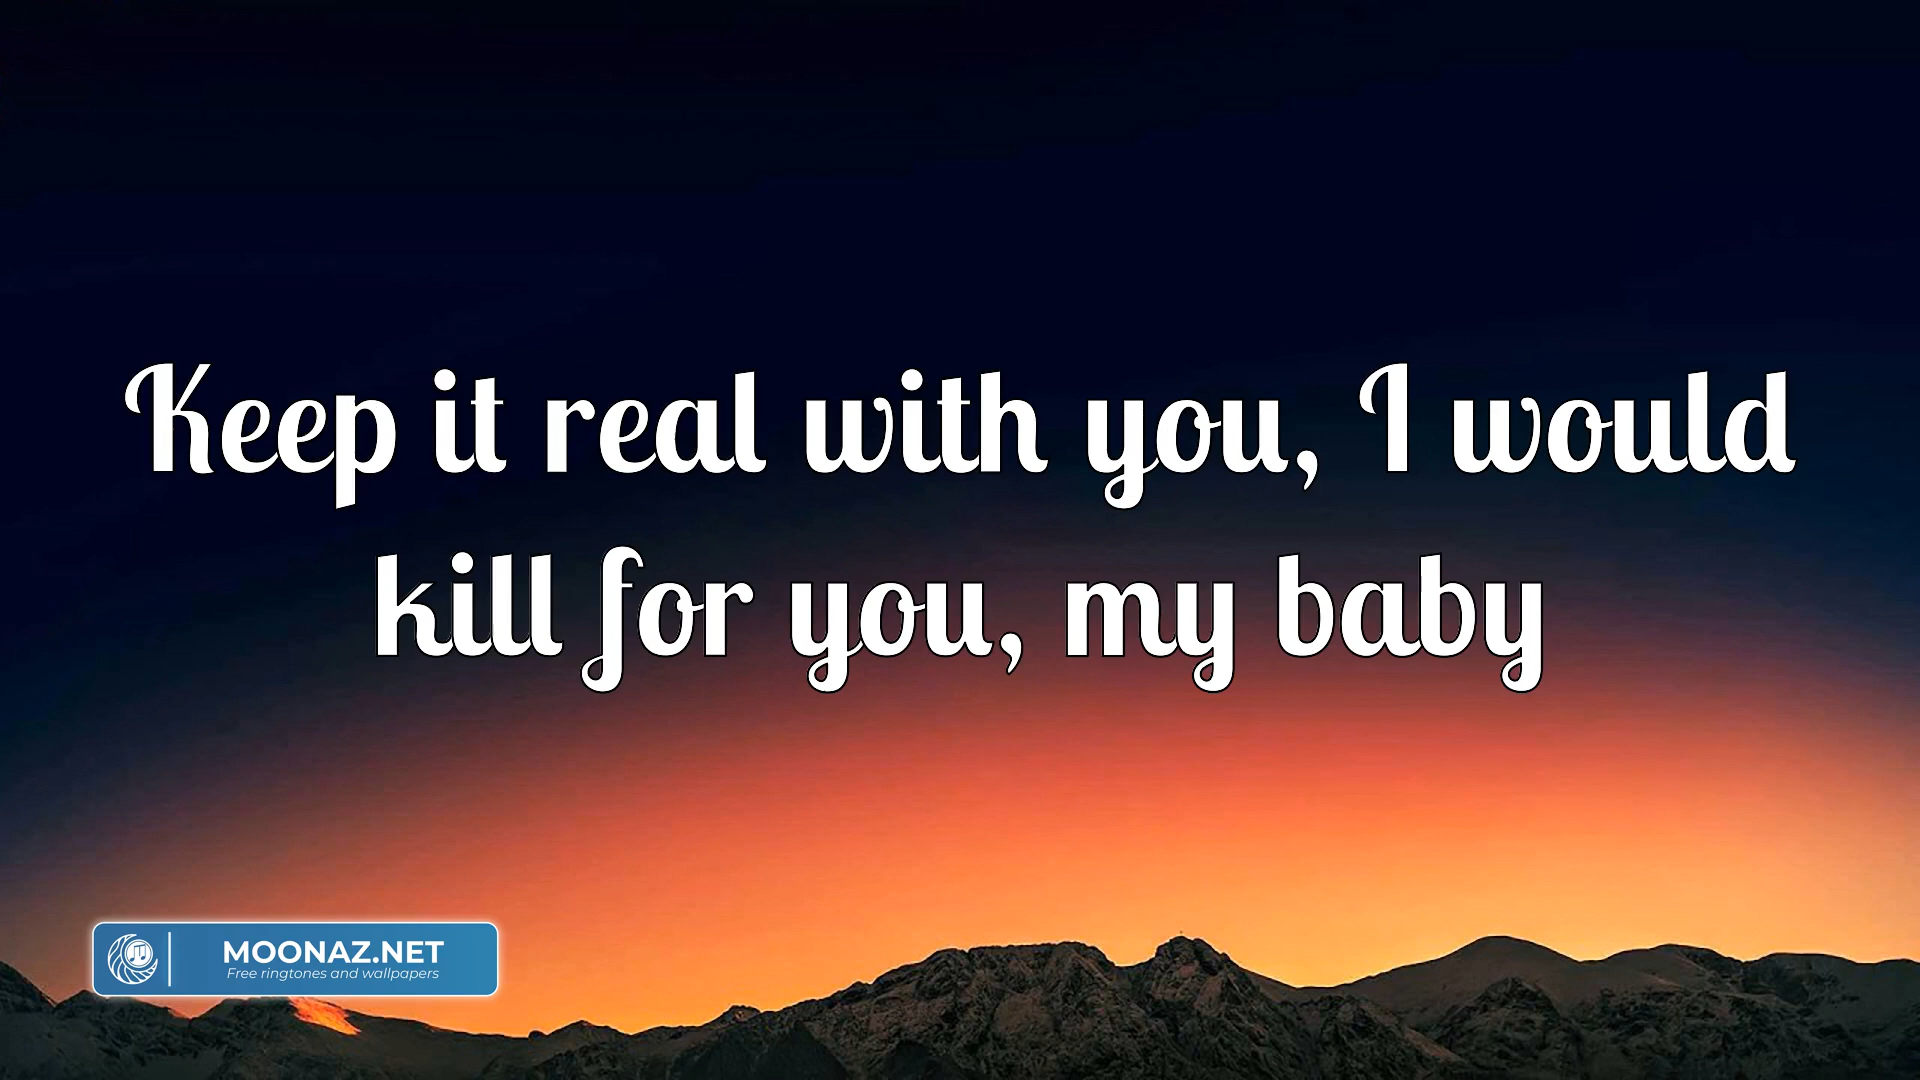 Keep it real with you, I would
kill for you, my baby
MOONAZ.NET
Free ringtones and wallpapers